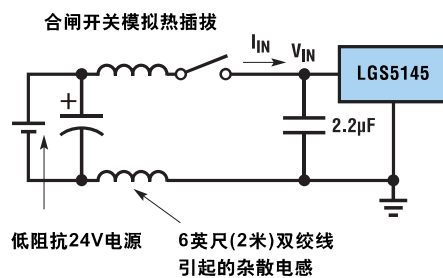 合闸开关模拟热插拔
IIN
VIN
LGS5145
+
2.2μF
低阻抗24V电源
6英尺(2米)双绞线
引起的杂散电感